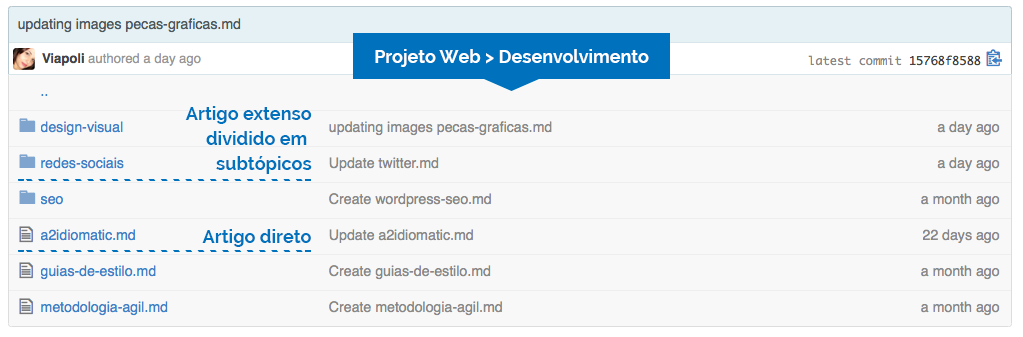 updating images pecas-graficas.md
Viapoli authored a day ago
Projeto Web > Desenvolvimento
latest commit 15768f8588
..
Artigo extenso
dividido em
subtópicos
design-visual updating images pecas-graficas.md a day ago
redes-sociais Update twitter.md a day ago
seo Create wordpress-seo.md a month ago
a2idiomatic.md Artigo direto Update a2idiomatic.md 22 days ago
guias-de-estilo.md Create guias-de-estilo.md a month ago
metodologia-agil.md Create metodologia-agil.md a month ago